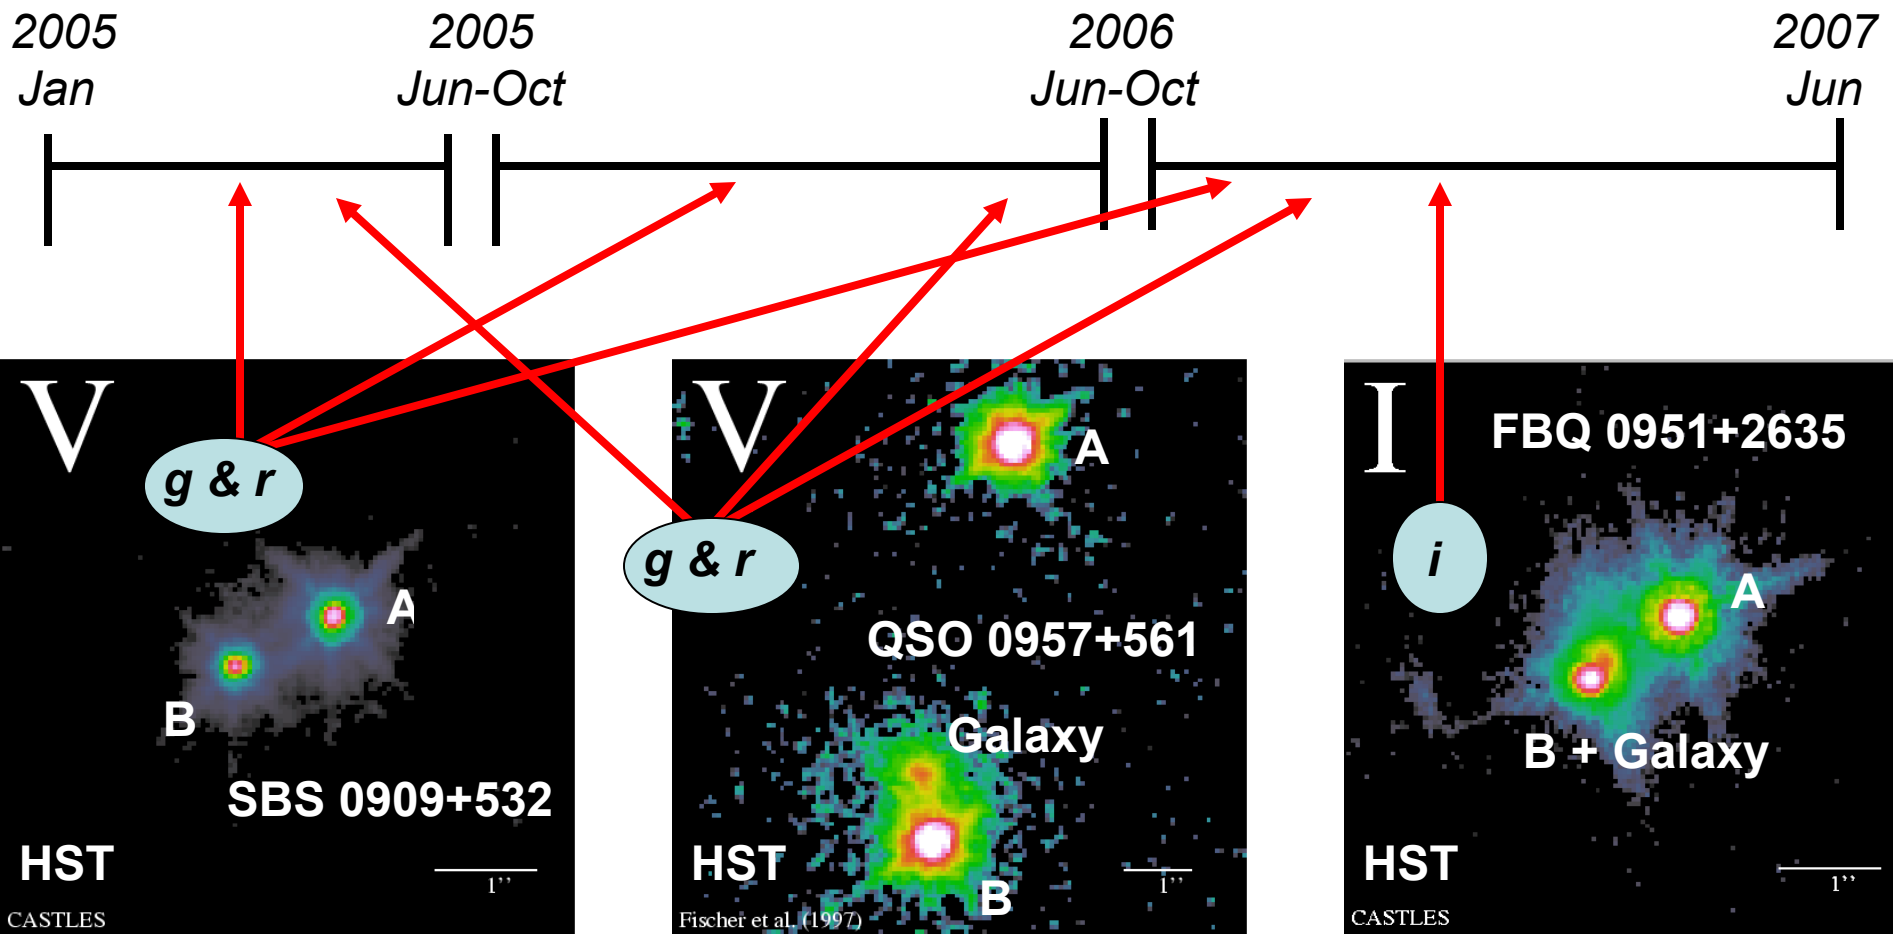 2005 2005 2006 2007
Jan Jun-Oct Jun-Oct Jun
V
g & r
A
B
SBS 0909+532
HST
1’’
CASTLES
V
A
g & r
QSO 0957+561
Galaxy
HST
1’’
B
Fischer et al. (1997)
I
FBQ 0951+2635
i
A
B + Galaxy
HST
1’’
CASTLES